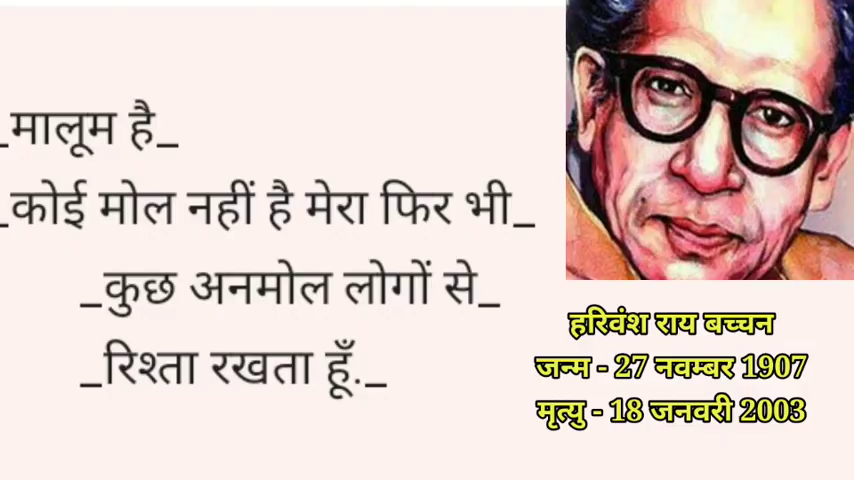 _मालूम है_
_कोई मोल नहीं है मेरा फिर भी_
_कुछ अनमोल लोगों से_
_रिश्ता रखता हूँ._
हरिवंश राय बच्चन
जन्म - 27 नवम्बर 1907
मृत्यु - 18 जनवरी 2003